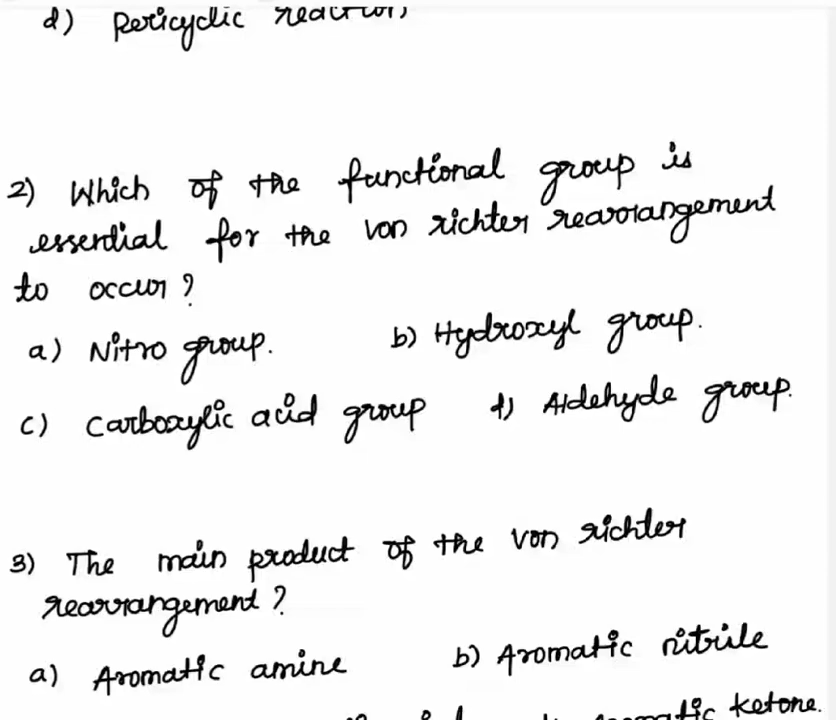 d) Pericyclic reaction
2) Which of the functional group is
essential for the von richter rearrangement
to occur ?
a) Nitro group. b) Hydroxyl group.
c) Carboxylic acid group d) Aldehyde group.
3) The main product of the von richter
rearrangement ?
a) Aromatic amine b) Aromatic nitrile
ketone.